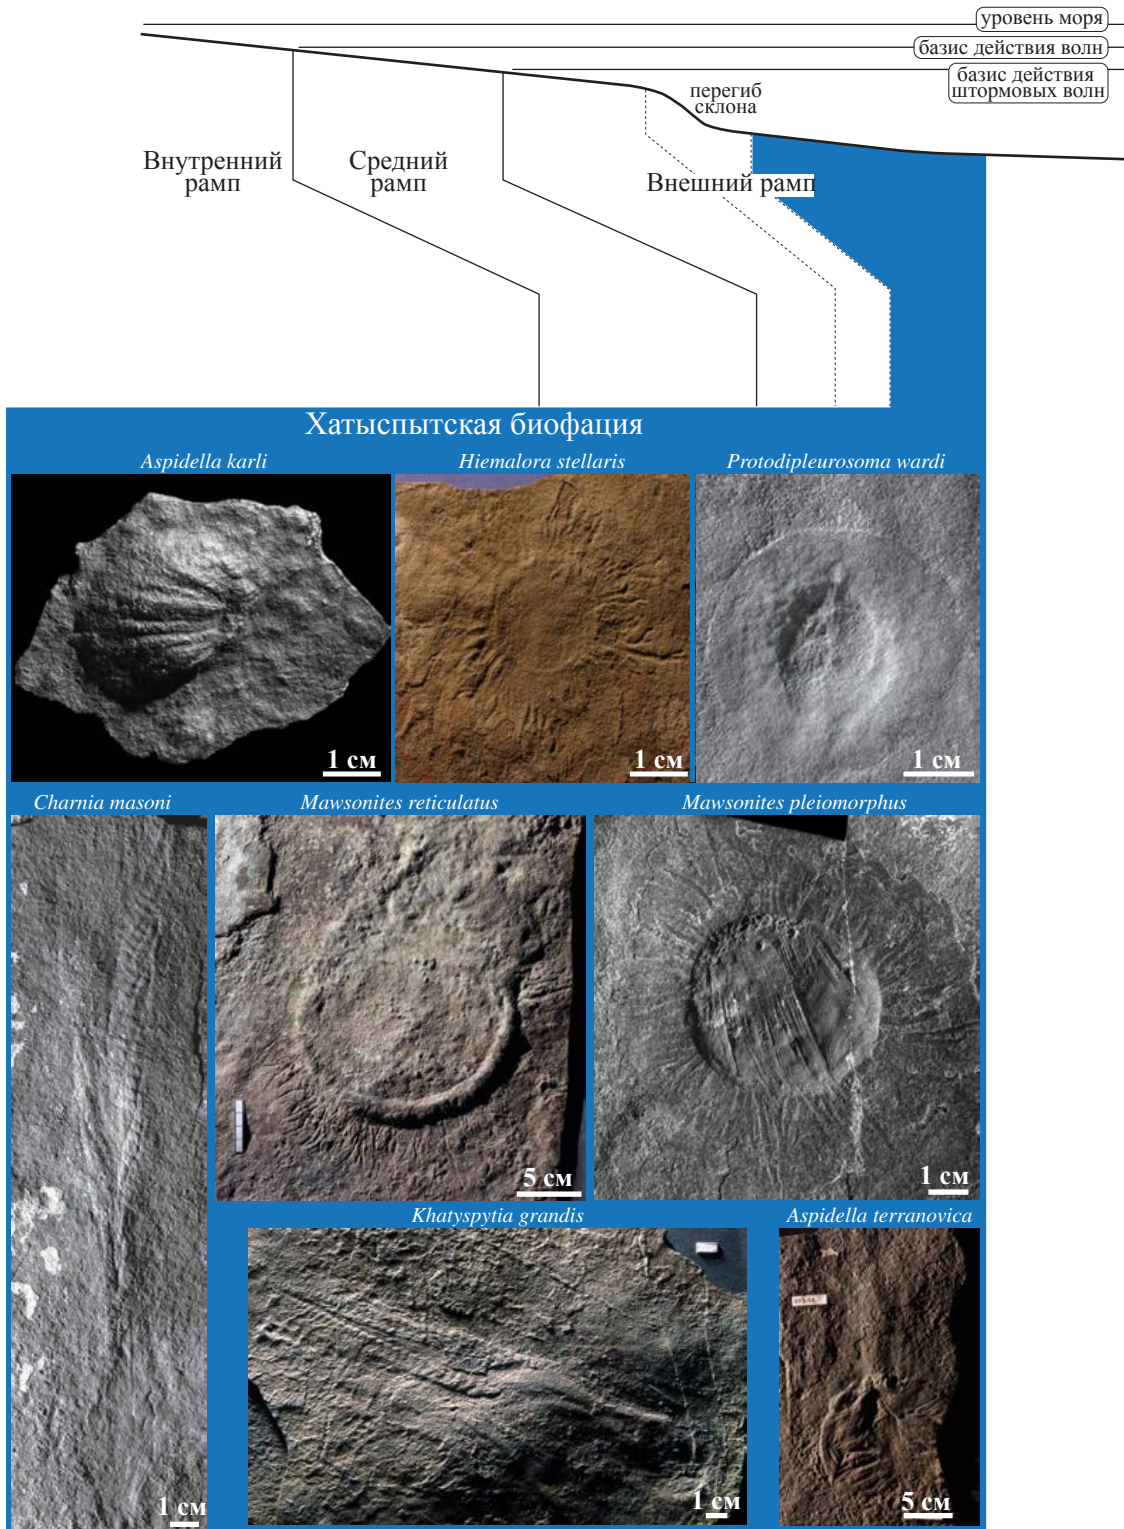 уровень моря
базис действия волн
базис действия
штормовых волн
перегиб
склона
Внутренний
рамп
Средний
рамп
Внешний рамп
Хатыспытская биофация
Aspidella karli
Hiemalora stellaris
Protodipleurosoma wardi
1 см
1 см
1 см
Charnia masoni
Mawsonites reticulatus
Mawsonites pleiomorphus
5 см
1 см
Khatyspytia grandis
Aspidella terranovica
1 см
1 см
5 см